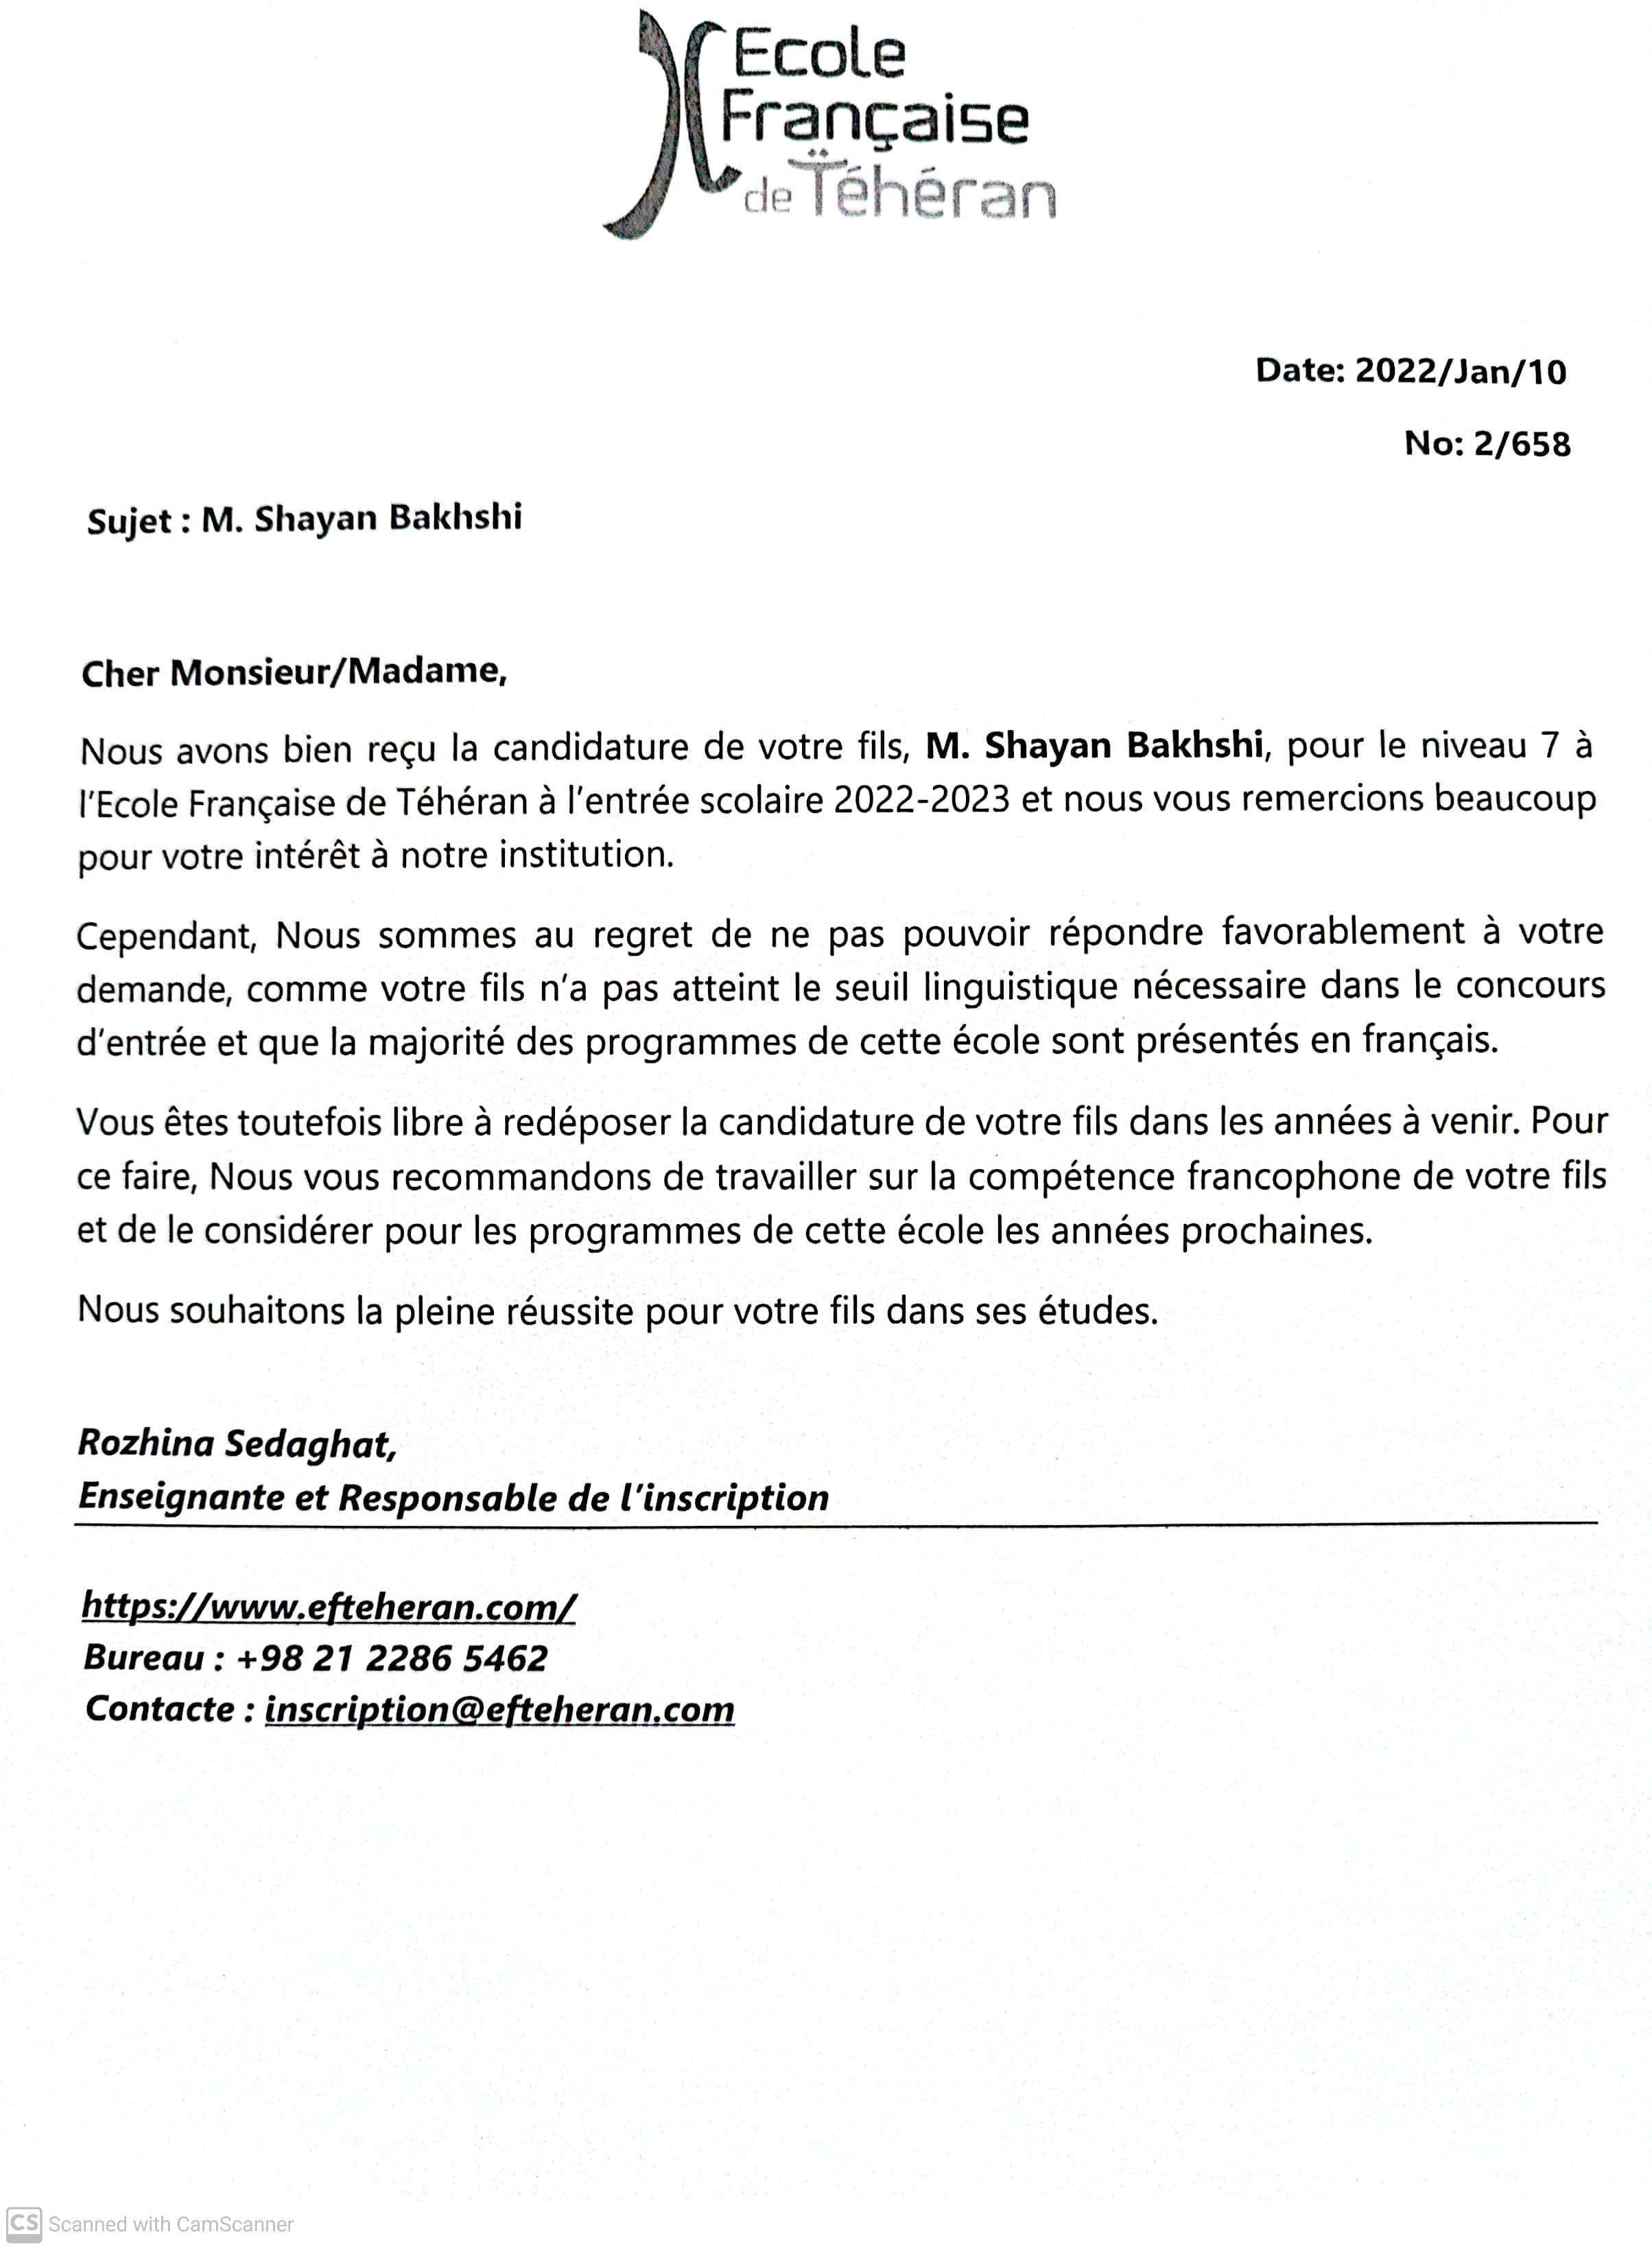 Ecole
Française
de Téhéran
Date: 2022/Jan/10
No: 2/658
Sujet : M. Shayan Bakhshi
Cher Monsieur/Madame,
Nous avons bien reçu la candidature de votre fils, M. Shayan Bakhshi, pour le niveau 7 à
l'Ecole Française de Téhéran à l'entrée scolaire 2022-2023 et nous vous remercions beaucoup
pour votre intérêt à notre institution.
Cependant, Nous sommes au regret de ne pas pouvoir répondre favorablement à votre
demande, comme votre fils n'a pas atteint le seuil linguistique nécessaire dans le concours
d'entrée et que la majorité des programmes de cette école sont présentés en français.
Vous êtes toutefois libre à redéposer la candidature de votre fils dans les années à venir. Pour
ce faire, Nous vous recommandons de travailler sur la compétence francophone de votre fils
et de le considérer pour les programmes de cette école les années prochaines.
Nous souhaitons la pleine réussite pour votre fils dans ses études.
Rozhina Sedaghat,
Enseignante et Responsable de l'inscription
https://www.efteheran.com/
Bureau : +98 21 2286 5462
Contacte : inscription@efteheran.com
CS Scanned with CamScanner